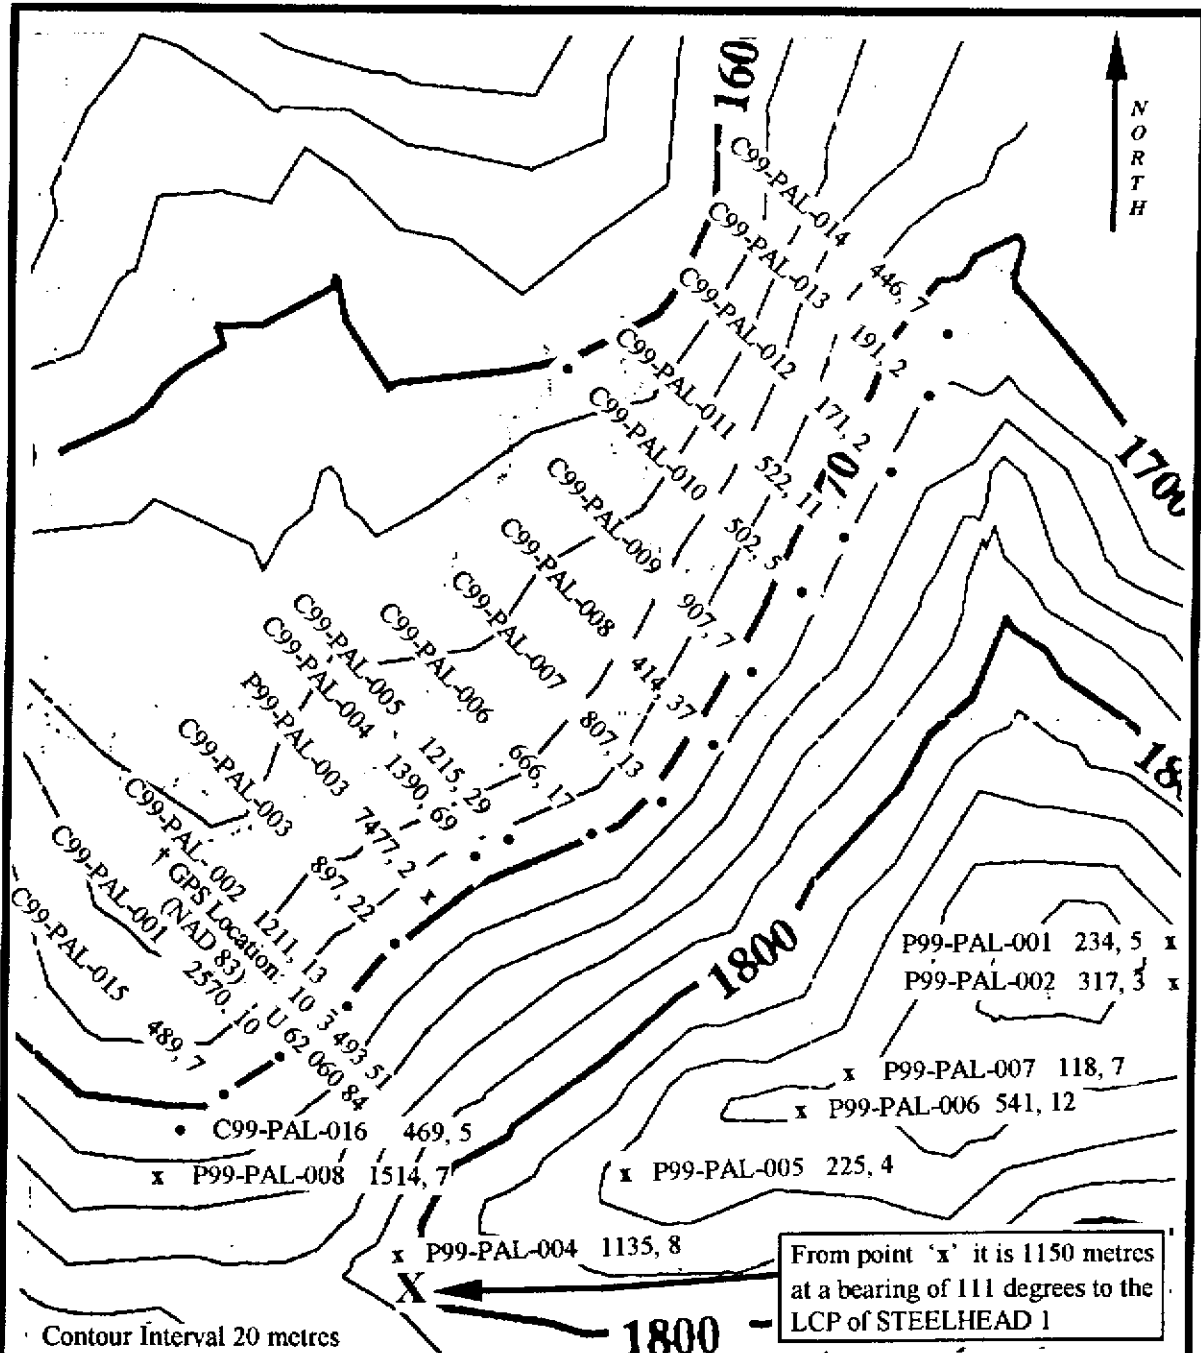 160
NORTH
C99-PAL-014 446, 7
C99-PAL-013 191, 2
C99-PAL-012 171, 2
C99-PAL-011 522, 11
C99-PAL-010 502, 5
C99-PAL-009 907, 7
C99-PAL-008 414, 37
C99-PAL-007 807, 13
C99-PAL-006 666, 17
C99-PAL-005 1215, 29
C99-PAL-004 1390, 69
P99-PAL-003 7477, 2 x
C99-PAL-003 897, 22
C99-PAL-002 1211, 13
† GPS Location: 10 3 493 51
(NAD 83) U 62 060 84
C99-PAL-001 2570, 10
C99-PAL-015 489, 7
70
1700
180
1800
P99-PAL-001 234, 5 x
P99-PAL-002 317, 3 x
x P99-PAL-007 118, 7
x P99-PAL-006 541, 12
C99-PAL-016 469, 5
x P99-PAL-008 1514, 7
x P99-PAL-005 225, 4
x P99-PAL-004 1135, 8
X
From point 'x' it is 1150 metres
at a bearing of 111 degrees to the
LCP of STEELHEAD 1
Contour Interval 20 metres
1800